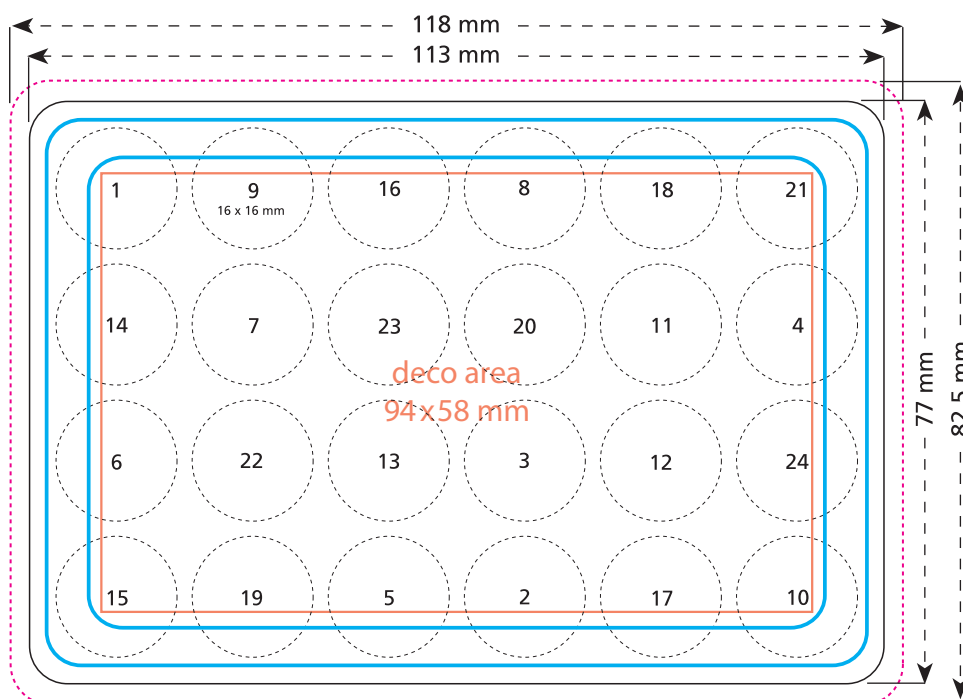 118 mm
113 mm
1 9 16 8 18 21
16 x 16 mm
14 7 23 20 11 4
deco area
94x58 mm
77 mm
82,5 mm
6 22 13 3 12 24
15 19 5 2 17 10